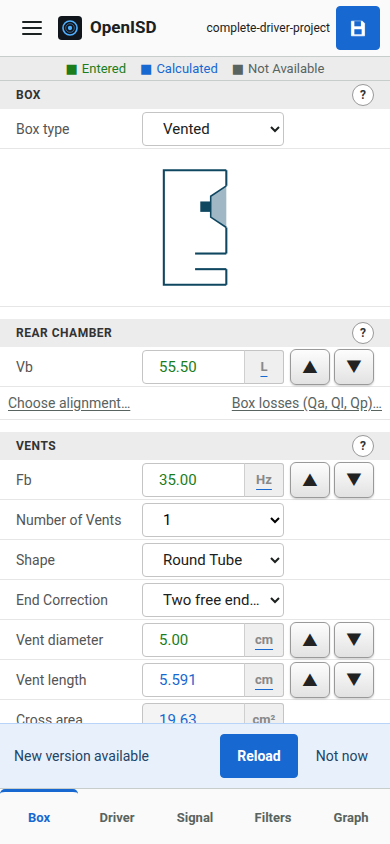 OpenISD
complete-driver-project
Entered Calculated Not Available
BOX ?
Box type Vented
REAR CHAMBER ?
Vb 55.50 L ▲ ▼
Choose alignment... Box losses (Qa, Ql, Qp)...
VENTS ?
Fb 35.00 Hz ▲ ▼
Number of Vents 1
Shape Round Tube
End Correction Two free end...
Vent diameter 5.00 cm ▲ ▼
Vent length 5.591 cm ▲ ▼
Cross area 19.63 cm²
New version available Reload Not now
Box Driver Signal Filters Graph